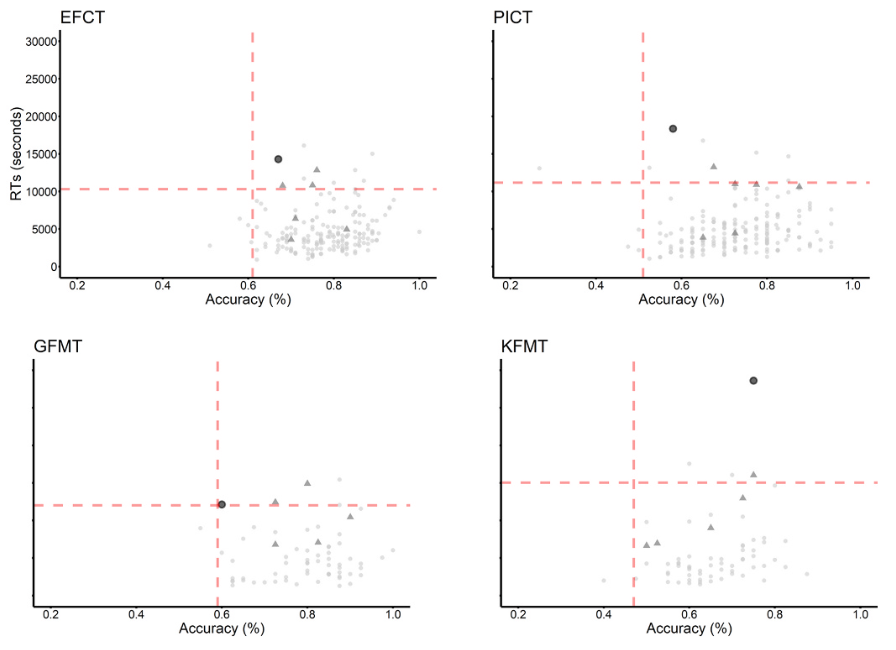 EFCT
PICT
30000
25000
20000
15000
10000
5000
0
RTs (seconds)
0.2 0.4 0.6 0.8 1.0
0.2 0.4 0.6 0.8 1.0
Accuracy (%)
Accuracy (%)
GFMT
KFMT
0.2 0.4 0.6 0.8 1.0
0.2 0.4 0.6 0.8 1.0
Accuracy (%)
Accuracy (%)